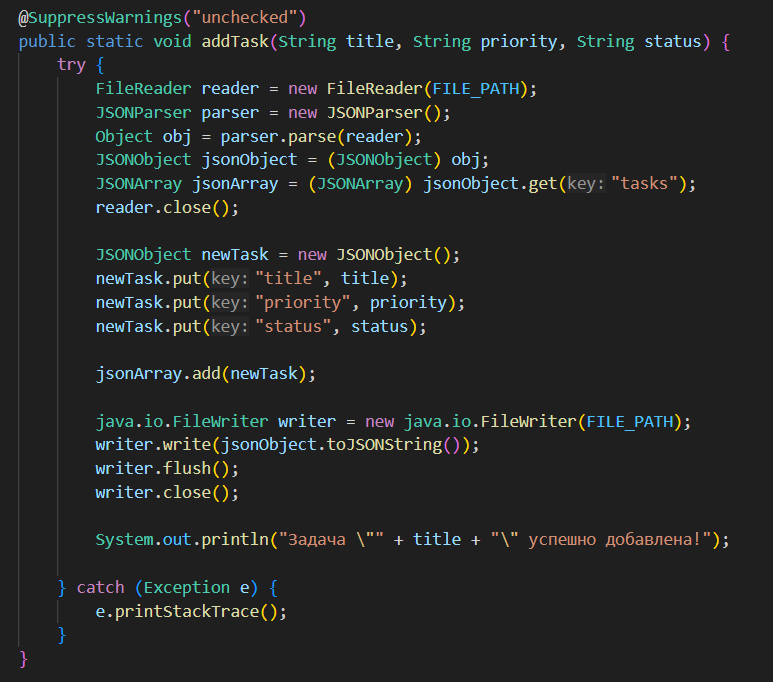 @SuppressWarnings("unchecked")
public static void addTask(String title, String priority, String status) {
try {
FileReader reader = new FileReader(FILE_PATH);
JSONParser parser = new JSONParser();
Object obj = parser.parse(reader);
JSONObject jsonObject = (JSONObject) obj;
JSONArray jsonArray = (JSONArray) jsonObject.get(key: "tasks");
reader.close();
JSONObject newTask = new JSONObject();
newTask.put(key: "title", title);
newTask.put(key: "priority", priority);
newTask.put(key: "status", status);
jsonArray.add(newTask);
java.io.FileWriter writer = new java.io.FileWriter(FILE_PATH);
writer.write(jsonObject.toJSONString());
writer.flush();
writer.close();
System.out.println("Задача \"" + title + "\" успешно добавлена!");
} catch (Exception e) {
e.printStackTrace();
}
}